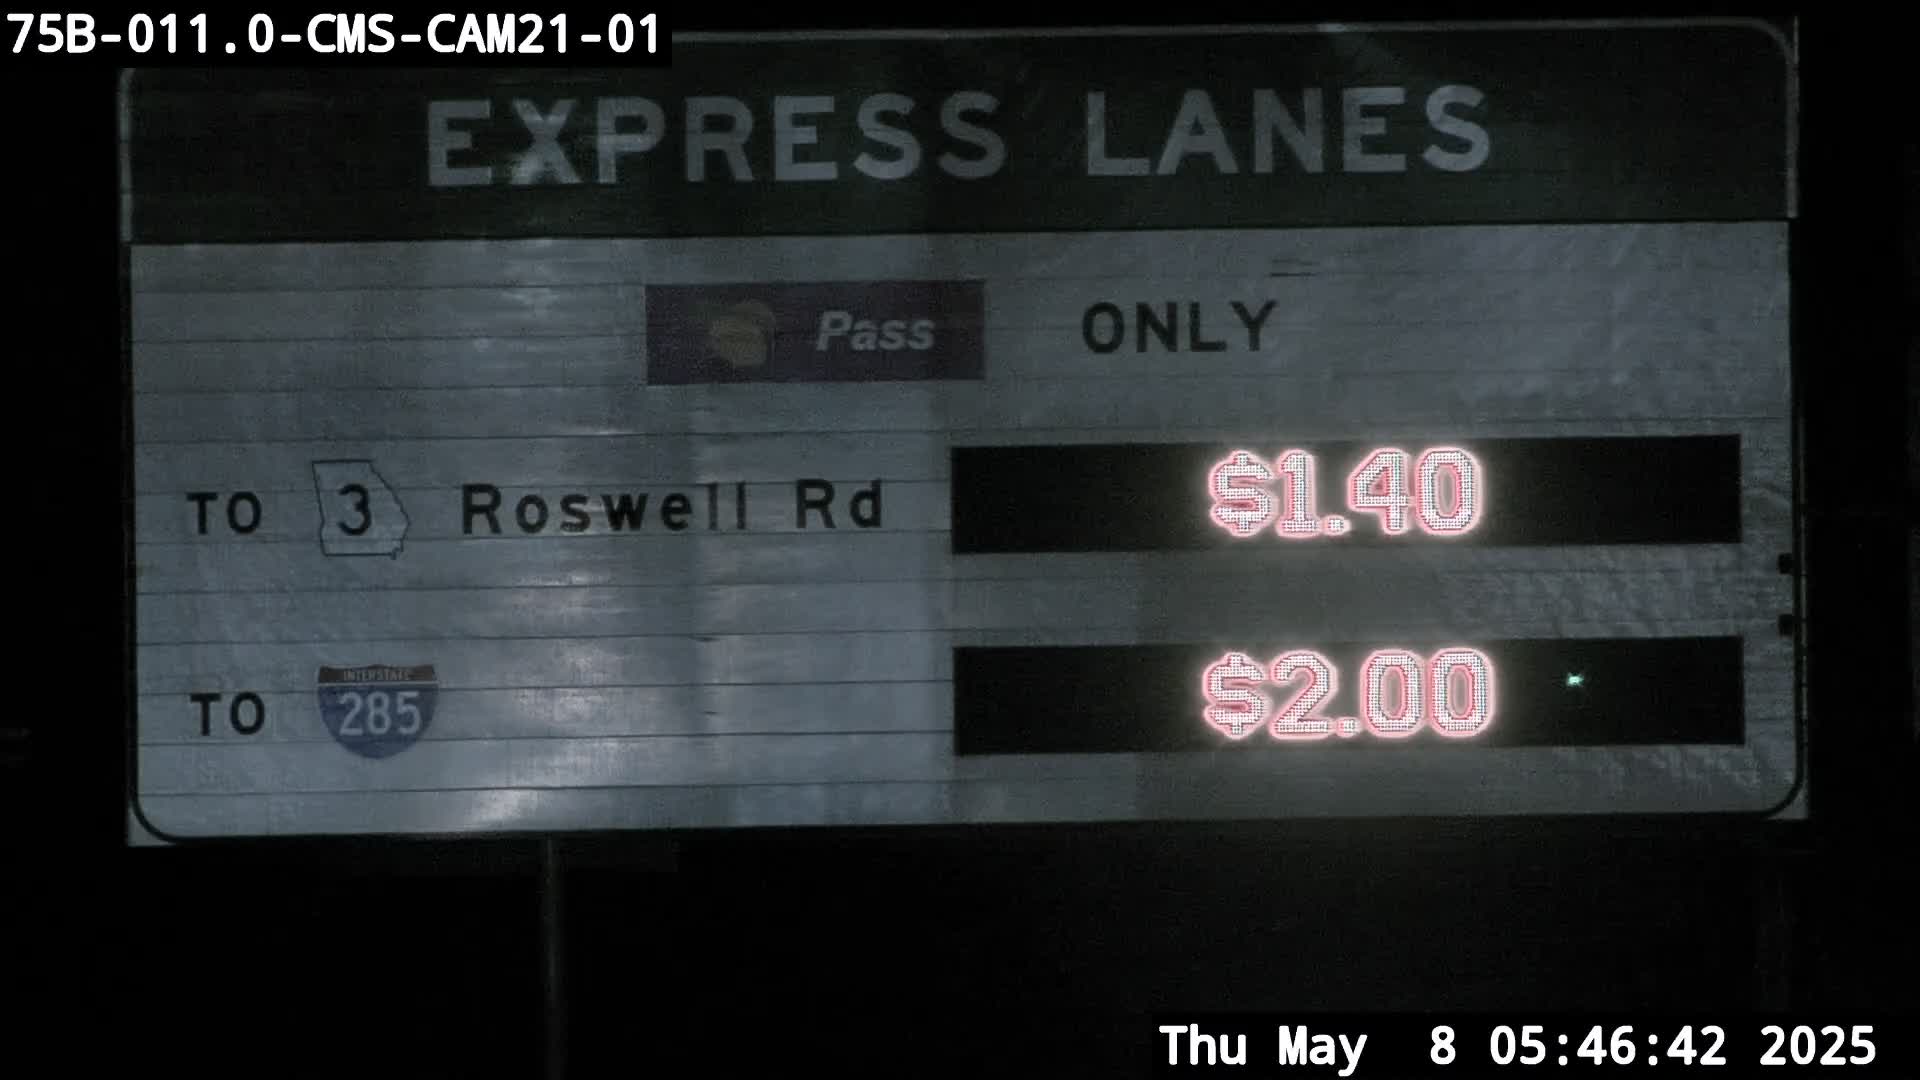 75B-011.0-CMS-CAM21-01
EXPRESS LANES
Pass ONLY
TO 3 Roswell Rd $1.40
TO INTERSTATE 285 $2.00
Thu May 8 05:46:42 2025